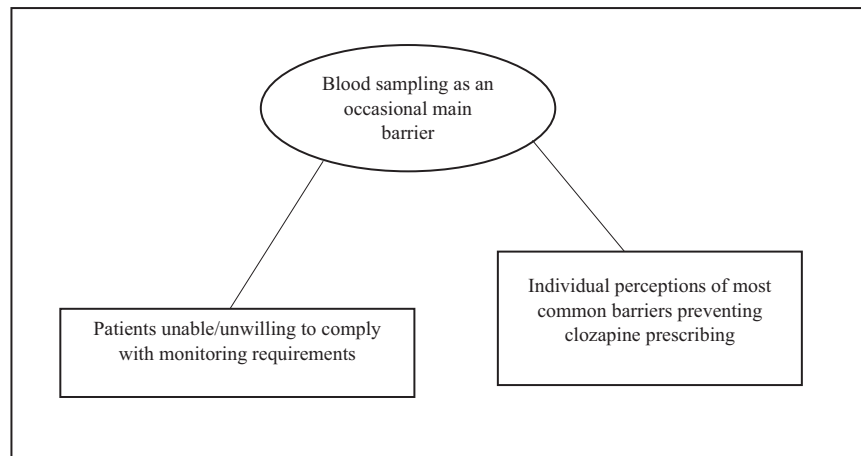 Blood sampling as an
occasional main
barrier
Patients unable/unwilling to comply
with monitoring requirements
Individual perceptions of most
common barriers preventing
clozapine prescribing